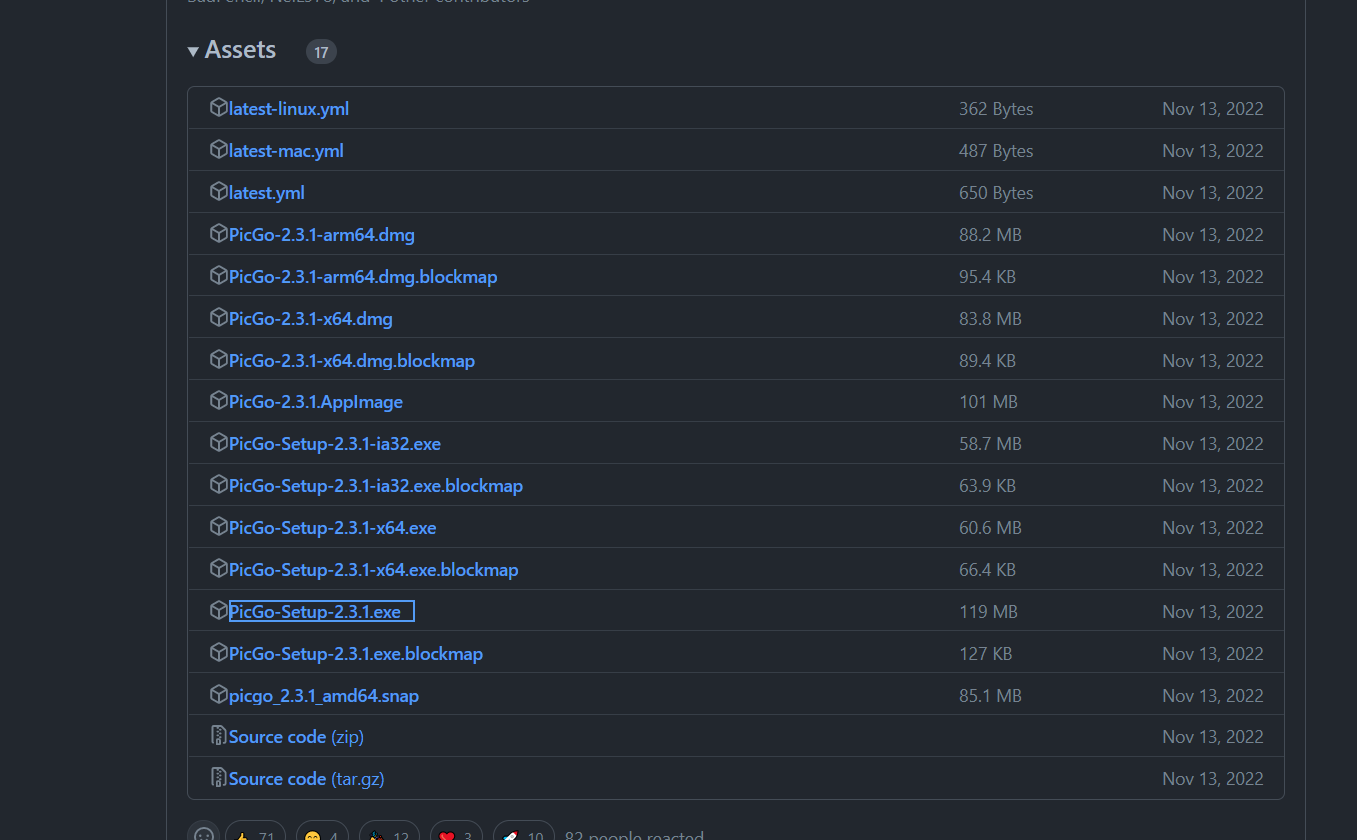 Assets 17
latest-linux.yml 362 Bytes Nov 13, 2022
latest-mac.yml 487 Bytes Nov 13, 2022
latest.yml 650 Bytes Nov 13, 2022
PicGo-2.3.1-arm64.dmg 88.2 MB Nov 13, 2022
PicGo-2.3.1-arm64.dmg.blockmap 95.4 KB Nov 13, 2022
PicGo-2.3.1-x64.dmg 83.8 MB Nov 13, 2022
PicGo-2.3.1-x64.dmg.blockmap 89.4 KB Nov 13, 2022
PicGo-2.3.1.AppImage 101 MB Nov 13, 2022
PicGo-Setup-2.3.1-ia32.exe 58.7 MB Nov 13, 2022
PicGo-Setup-2.3.1-ia32.exe.blockmap 63.9 KB Nov 13, 2022
PicGo-Setup-2.3.1-x64.exe 60.6 MB Nov 13, 2022
PicGo-Setup-2.3.1-x64.exe.blockmap 66.4 KB Nov 13, 2022
PicGo-Setup-2.3.1.exe 119 MB Nov 13, 2022
PicGo-Setup-2.3.1.exe.blockmap 127 KB Nov 13, 2022
picgo_2.3.1_amd64.snap 85.1 MB Nov 13, 2022
Source code (zip) Nov 13, 2022
Source code (tar.gz) Nov 13, 2022
71 4 12 3 10 82 people reacted